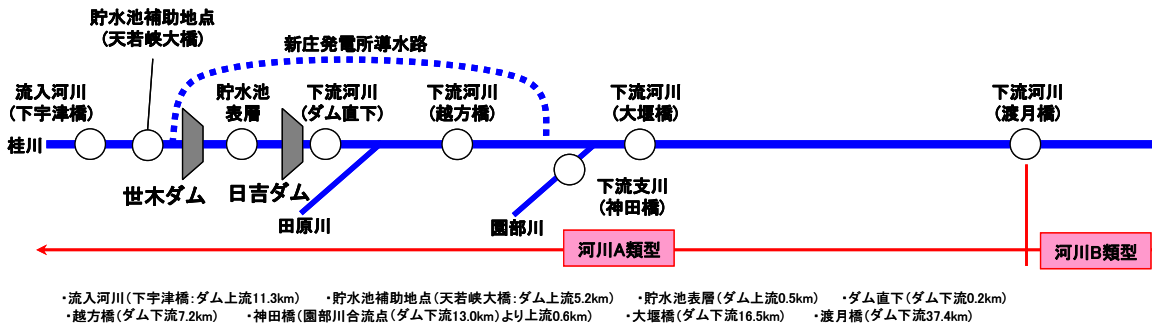 貯水池補助地点
(天若峡大橋)
新庄発電所導水路
流入河川
(下宇津橋)
貯水池
表層
下流河川
(ダム直下)
下流河川
(越方橋)
下流河川
(大堰橋)
下流河川
(渡月橋)
桂川
世木ダム
日吉ダム
下流支川
(神田橋)
田原川
園部川
河川A類型
河川B類型
・流入河川(下宇津橋:ダム上流11.3km) ・貯水池補助地点(天若峡大橋:ダム上流5.2km) ・貯水池表層(ダム上流0.5km) ・ダム直下(ダム下流0.2km)
・越方橋(ダム下流7.2km) ・神田橋(園部川合流点(ダム下流13.0km)より上流0.6km) ・大堰橋(ダム下流16.5km) ・渡月橋(ダム下流37.4km)